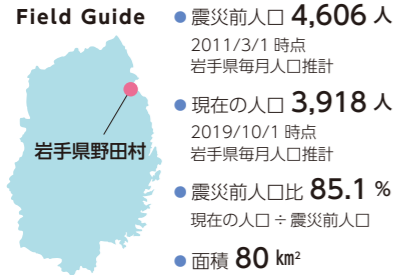 Field Guide
岩手県野田村
● 震災前人口 4,606 人
2011/3/1 時点
岩手県毎月人口推計
● 現在の人口 3,918 人
2019/10/1 時点
岩手県毎月人口推計
● 震災前人口比 85.1 %
現在の人口 ÷ 震災前人口
● 面積 80 km²